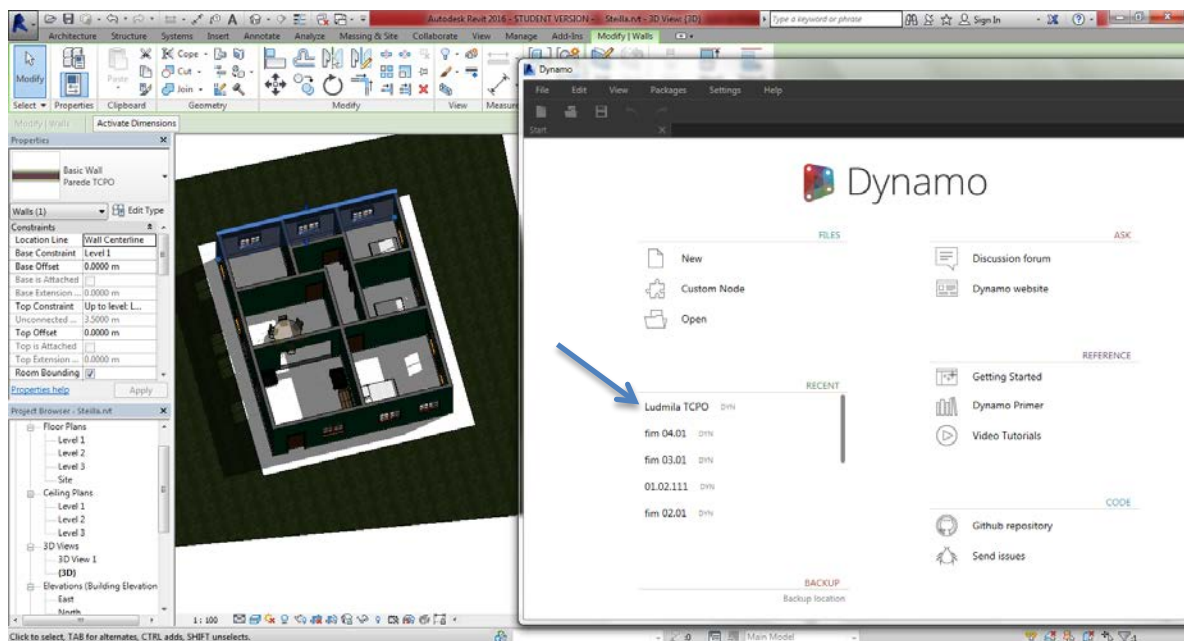 Autodesk Revit 2016 - STUDENT VERSION - Steilla.rvt - 3D View: {3D}
Type a keyword or phrase
Sign In
Architecture Structure Systems Insert Annotate Analyze Massing & Site Collaborate View Manage Add-Ins Modify | Walls
Modify
Paste
Cope
Cut
Join
Select Properties Clipboard Geometry Modify View Measure
Modify | Walls Activate Dimensions
Properties
Basic Wall
Parede TCPO
Walls (1) Edit Type
Constraints
Location Line Wall Centerline
Base Constraint Level 1
Base Offset 0.0000 m
Base is Attached
Base Extension ... 0.0000 m
Top Constraint Up to level: L...
Unconnected ... 3.5000 m
Top Offset 0.0000 m
Top is Attached
Top Extension ... 0.0000 m
Room Bounding
Properties help Apply
Project Browser - Steilla.rvt
Floor Plans
Level 1
Level 2
Level 3
Site
Ceiling Plans
Level 1
Level 2
Level 3
3D Views
3D View 1
{3D}
Elevations (Building Elevation
East
North
1 : 100
Click to select, TAB for alternates, CTRL adds, SHIFT unselects.
:0 Main Model
Dynamo
File Edit View Packages Settings Help
Start
Dynamo
FILES
New
Custom Node
Open
RECENT
Ludmila TCPO DYN
fim 04.01 DYN
fim 03.01 DYN
01.02.111 DYN
fim 02.01 DYN
BACKUP
Backup location
ASK
Discussion forum
Dynamo website
REFERENCE
Getting Started
Dynamo Primer
Video Tutorials
CODE
Github repository
Send issues